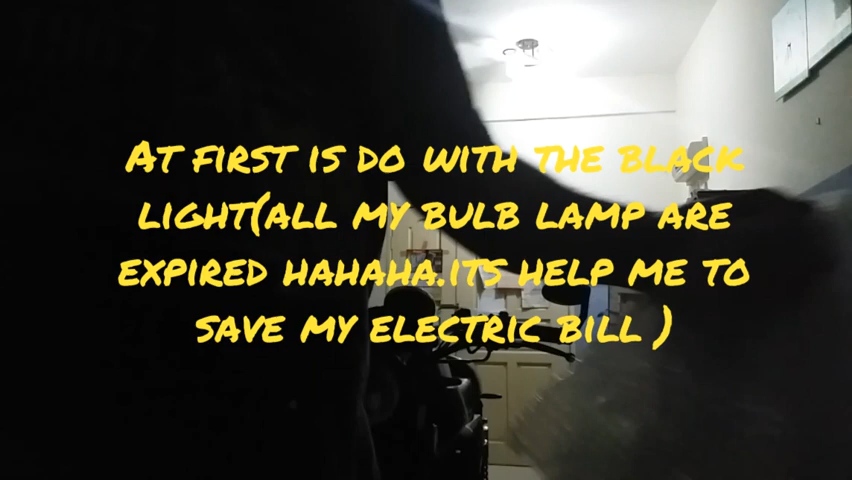 At first is do with the black
light(all my bulb lamp are
expired hahaha.its help me to
save my electric bill )